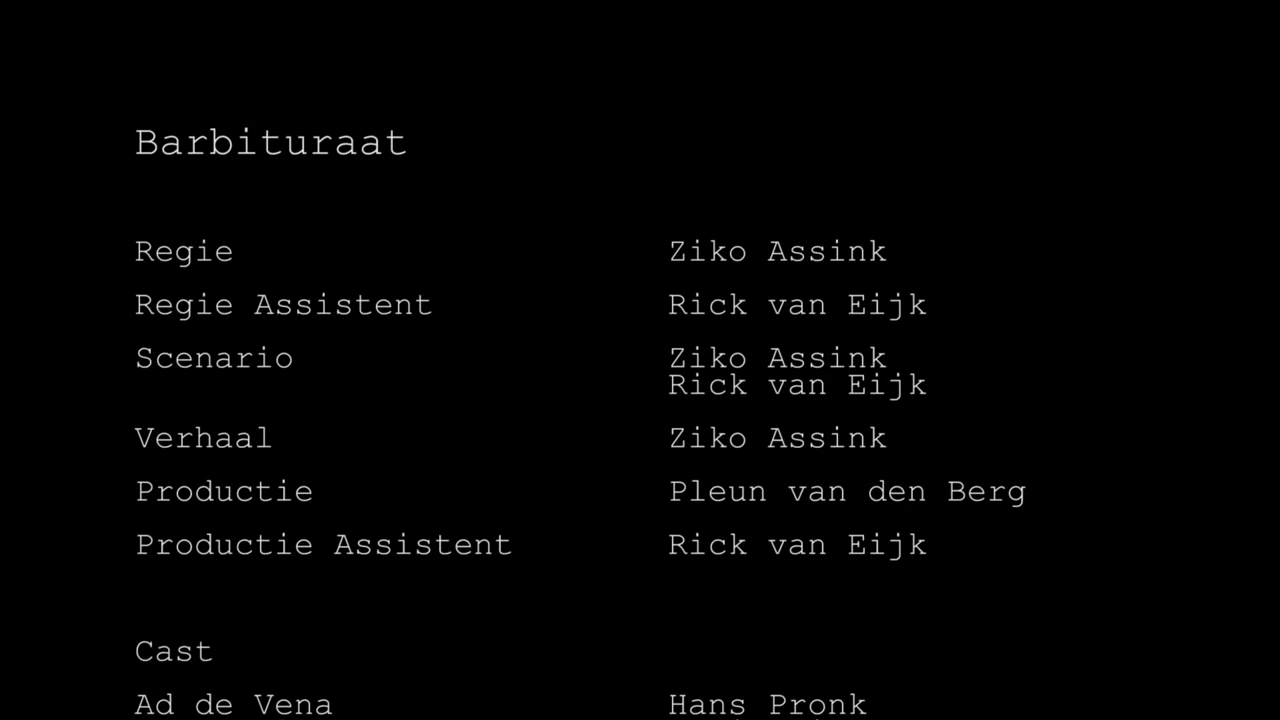 Barbituraat
Regie Ziko Assink
Regie Assistent Rick van Eijk
Scenario Ziko Assink
Rick van Eijk
Verhaal Ziko Assink
Productie Pleun van den Berg
Productie Assistent Rick van Eijk
Cast
Ad de Vena Hans Pronk